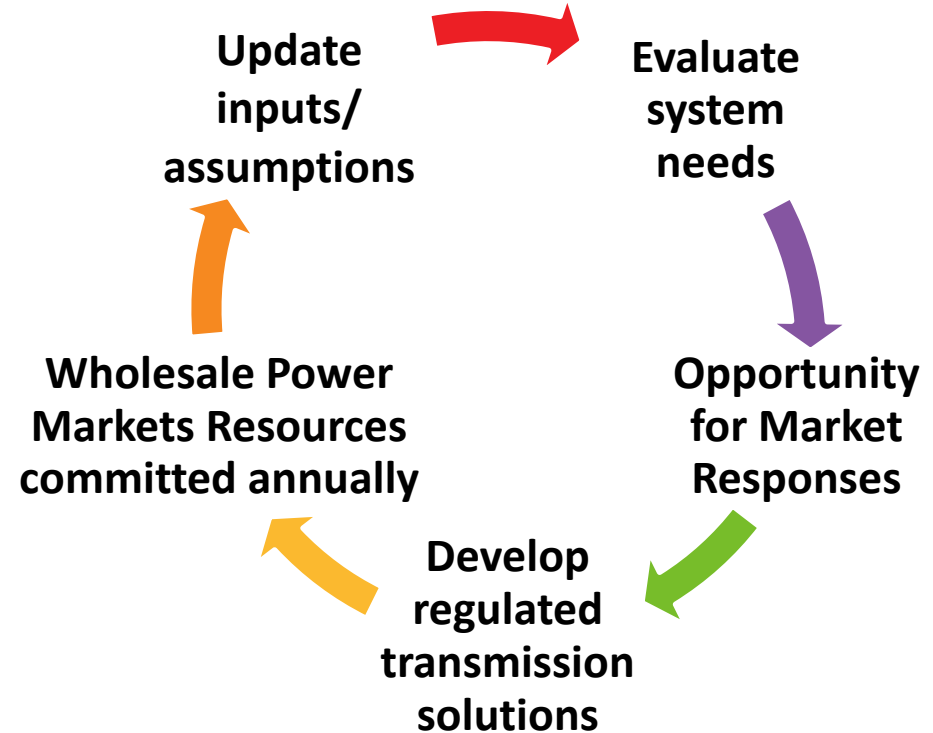 Update
inputs/
assumptions
Evaluate
system
needs
Opportunity
for Market
Responses
Develop
regulated
transmission
solutions
Wholesale Power
Markets Resources
committed annually